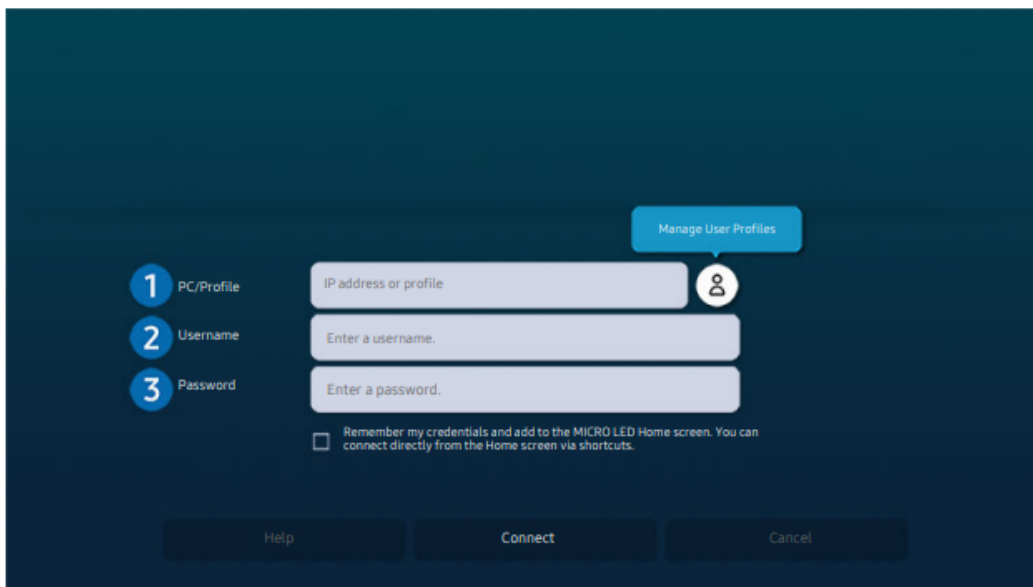 Manage User Profiles
1 PC/Profile IP address or profile
2 Username Enter a username.
3 Password Enter a password.
Remember my credentials and add to the MICRO LED Home screen. You can
connect directly from the Home screen via shortcuts.
Help Connect Cancel